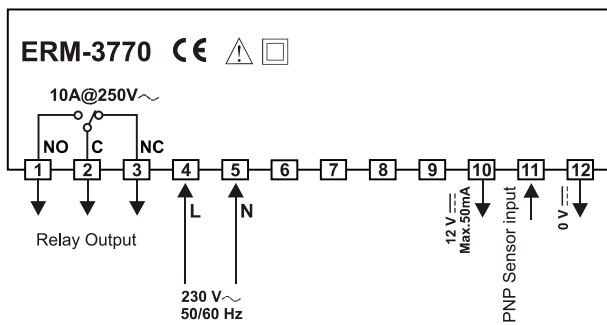 ERM-3770 CE
10A@250V~
NO C NC
1 2 3 4 5 6 7 8 9 10 11 12
Relay Output
L
N
230 V~
50/60 Hz
12 V
Max.50mA
PNP Sensor input
0 V